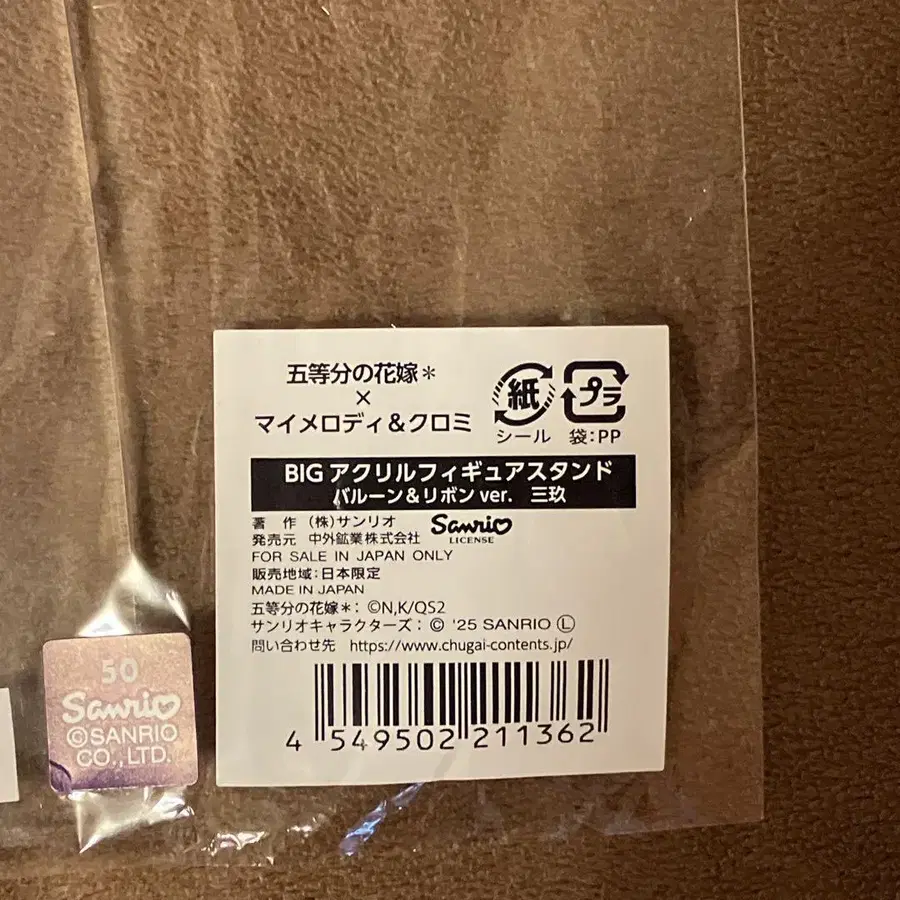 五等分の花嫁*
×
マイメロディ&クロミ
紙 プラ
シール 袋:PP
BIG アクリルフィギュアスタンド
バルーン&リボン ver. 三玖
著 作 (株)サンリオ Sanrio
LICENSE
発売元 中外鉱業株式会社
FOR SALE IN JAPAN ONLY
販売地域:日本限定
MADE IN JAPAN
五等分の花嫁*: ©N,K/QS2
サンリオキャラクターズ: © '25 SANRIO Ⓛ
問い合わせ先 https://www.chugai-contents.jp/
4 549502 211362
50
Sanrio
©SANRIO
CO.,LTD.